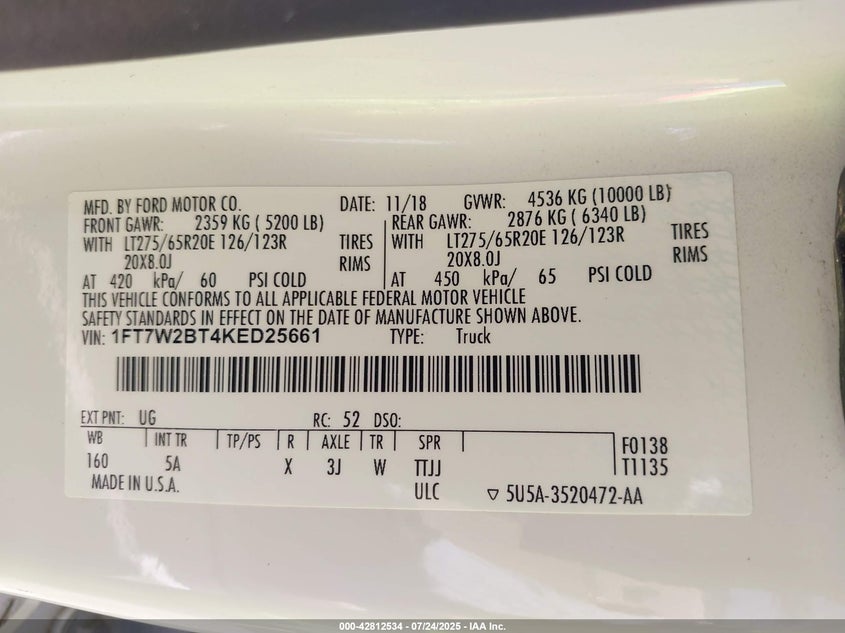 MFD. BY FORD MOTOR CO. DATE: 11/18 GVWR: 4536 KG (10000 LB)
FRONT GAWR: 2359 KG ( 5200 LB) REAR GAWR: 2876 KG ( 6340 LB)
WITH LT275/65R20E 126/123R TIRES WITH LT275/65R20E 126/123R TIRES
20X8.0J RIMS 20X8.0J RIMS
AT 420 kPa/ 60 PSI COLD AT 450 kPa/ 65 PSI COLD
THIS VEHICLE CONFORMS TO ALL APPLICABLE FEDERAL MOTOR VEHICLE
SAFETY STANDARDS IN EFFECT ON THE DATE OF MANUFACTURE SHOWN ABOVE.
VIN: 1FT7W2BT4KED25661 TYPE: Truck
EXT PNT: UG RC: 52 DSO:
WB INT TR TP/PS R AXLE TR SPR F0138
160 5A X 3J W TTJJ T1135
MADE IN U.S.A. ULC ▽ 5U5A-3520472-AA
000-42812534 - 07/24/2025 - IAA Inc.